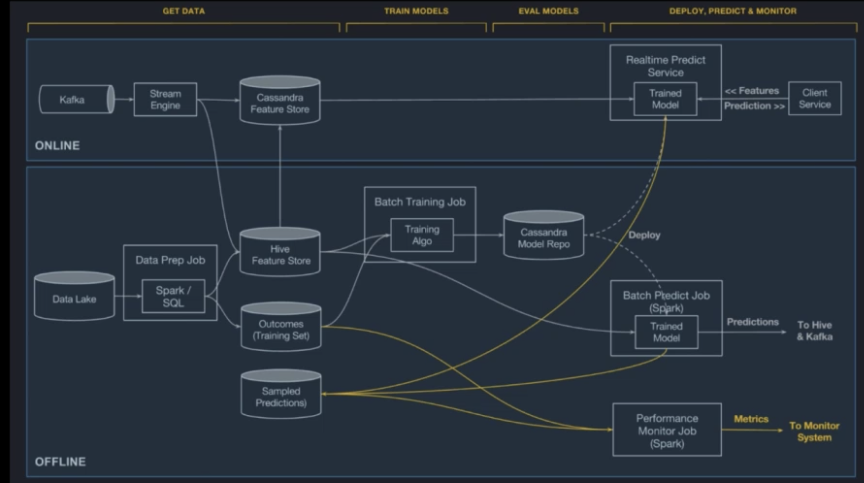 GET DATA
TRAIN MODELS
EVAL MODELS
DEPLOY, PREDICT & MONITOR
Kafka
Stream
Engine
Cassandra
Feature Store
Realtime Predict
Service
Trained
Model
<< Features
Prediction >>
Client
Service
ONLINE
Batch Training Job
Training
Algo
Cassandra
Model Repo
Deploy
Hive
Feature Store
Data Prep Job
Spark /
SQL
Data Lake
Outcomes
(Training Set)
Batch Predict Job
(Spark)
Trained
Model
Predictions
To Hive
& Kafka
Sampled
Predictions)
Performance
Monitor Job
(Spark)
Metrics
To Monitor
System
OFFLINE